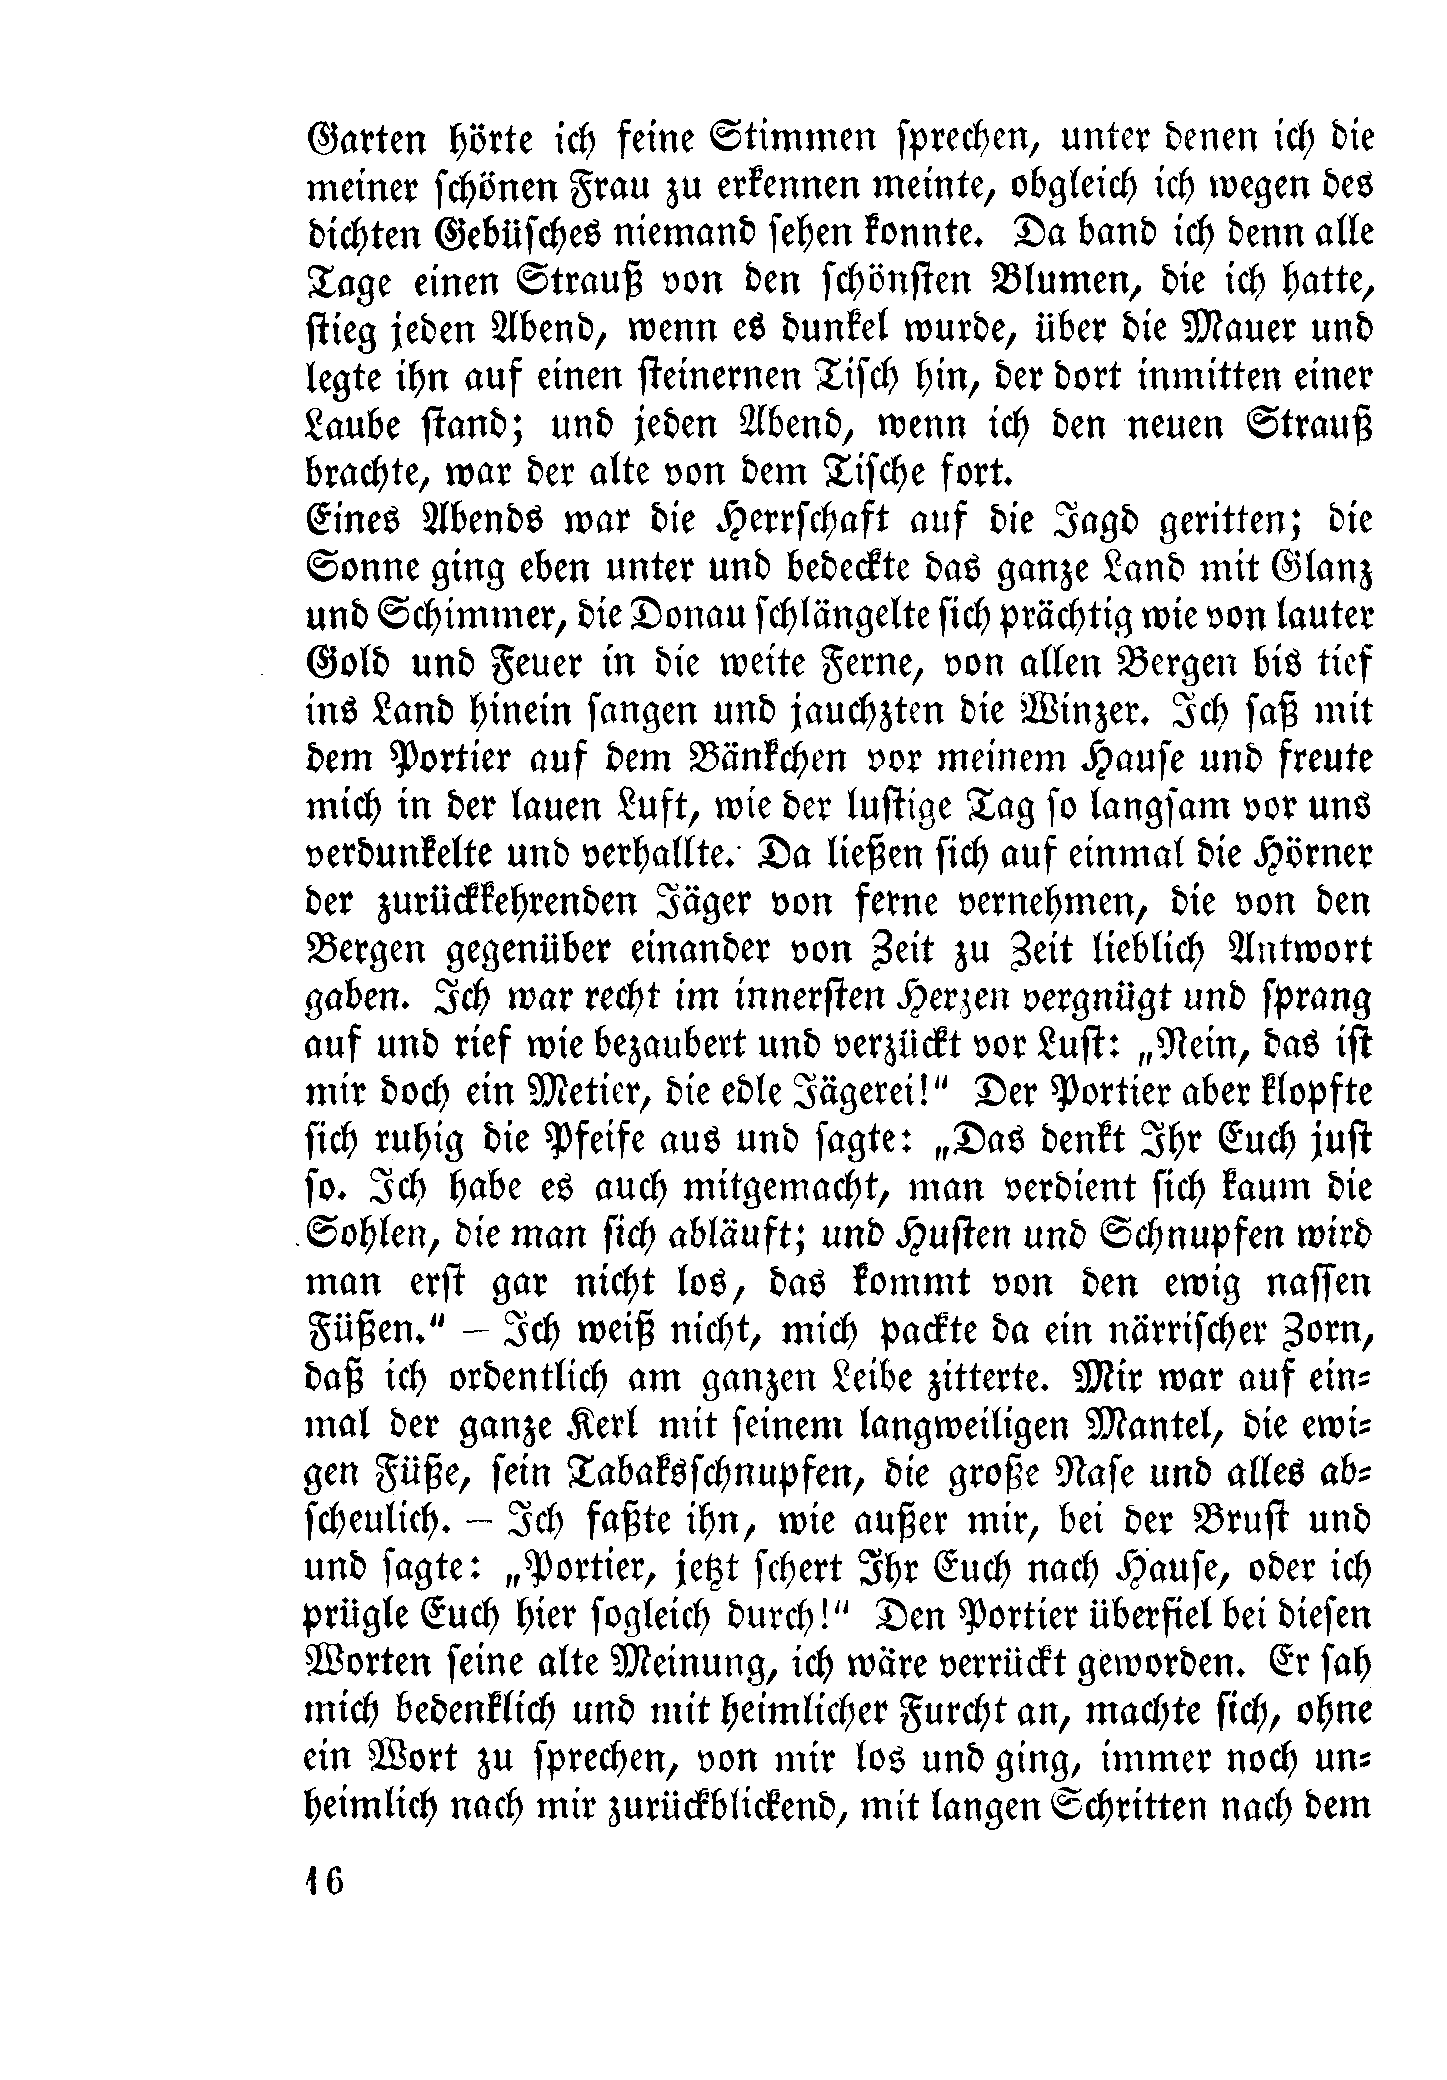 Garten hörte ich feine Stimmen sprechen, unter denen ich die
meiner schönen Frau zu erkennen meinte, obgleich ich wegen des
dichten Gebüsches niemand sehen konnte. Da band ich denn alle
Tage einen Strauß von den schönsten Blumen, die ich hatte,
stieg jeden Abend, wenn es dunkel wurde, über die Mauer und
legte ihn auf einen steinernen Tisch hin, der dort inmitten einer
Laube stand; und jeden Abend, wenn ich den neuen Strauß
brachte, war der alte von dem Tische fort.
Eines Abends war die Herrschaft auf die Jagd geritten; die
Sonne ging eben unter und bedeckte das ganze Land mit Glanz
und Schimmer, die Donau schlängelte sich prächtig wie von lauter
Gold und Feuer in die weite Ferne, von allen Bergen bis tief
ins Land hinein sangen und jauchzten die Winzer. Ich saß mit
dem Portier auf dem Bänkchen vor meinem Hause und freute
mich in der lauen Luft, wie der lustige Tag so langsam vor uns
verdunkelte und verhallte. Da ließen sich auf einmal die Hörner
der zurückkehrenden Jäger von ferne vernehmen, die von den
Bergen gegenüber einander von Zeit zu Zeit lieblich Antwort
gaben. Ich war recht im innersten Herzen vergnügt und sprang
auf und rief wie bezaubert und verzückt vor Lust: „Nein, das ist
mir doch ein Metier, die edle Jägerei!“ Der Portier aber klopfte
sich ruhig die Pfeife aus und sagte: „Das denkt Ihr Euch just
so. Ich habe es auch mitgemacht, man verdient sich kaum die
Sohlen, die man sich abläuft; und Husten und Schnupfen wird
man erst gar nicht los, das kommt von den ewig nassen
Füßen.“ – Ich weiß nicht, mich packte da ein närrischer Zorn,
daß ich ordentlich am ganzen Leibe zitterte. Mir war auf ein-
mal der ganze Kerl mit seinem langweiligen Mantel, die ewi-
gen Füße, sein Tabaksschnupfen, die große Nase und alles ab-
scheulich. – Ich faßte ihn, wie außer mir, bei der Brust und
und sagte: „Portier, jetzt schert Ihr Euch nach Hause, oder ich
prügle Euch hier sogleich durch!“ Den Portier überfiel bei diesen
Worten seine alte Meinung, ich wäre verrückt geworden. Er sah
mich bedenklich und mit heimlicher Furcht an, machte sich, ohne
ein Wort zu sprechen, von mir los und ging, immer noch un-
heimlich nach mir zurückblickend, mit langen Schritten nach dem
16